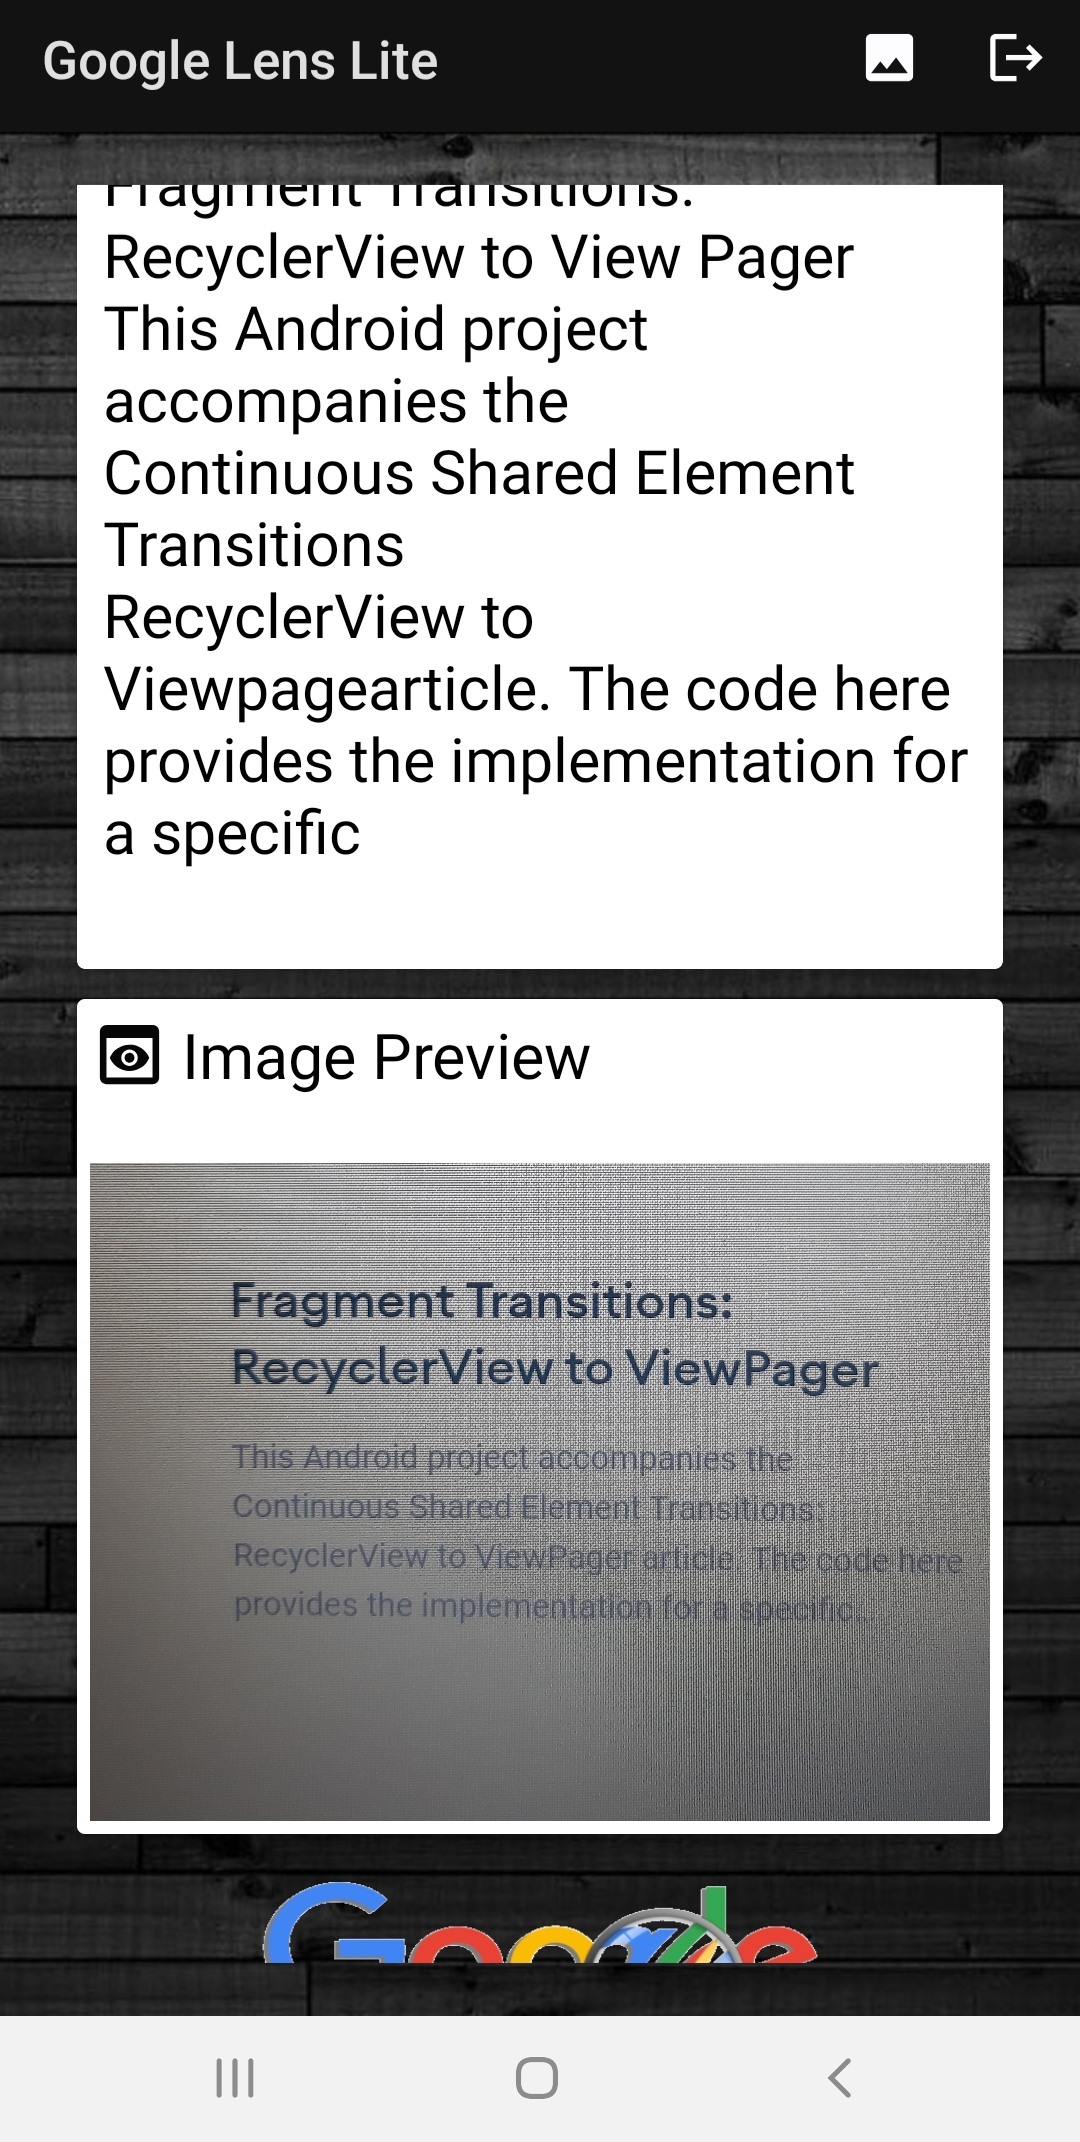 Google Lens Lite
Fragment Transitions:
RecyclerView to View Pager
This Android project
accompanies the
Continuous Shared Element
Transitions
RecyclerView to
Viewpagearticle. The code here
provides the implementation for
a specific
Image Preview
Fragment Transitions:
RecyclerView to ViewPager
This Android project accompanies the
Continuous Shared Element Transitions:
RecyclerView to ViewPager article. The code here
provides the implementation for a specific...
Google